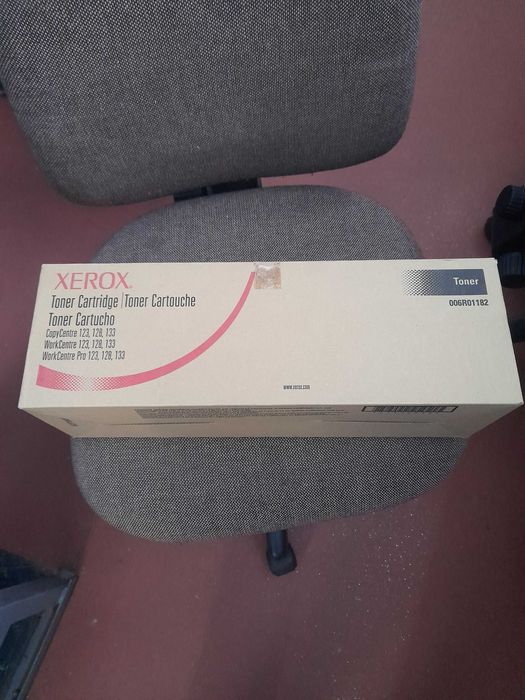 XEROX®
Toner Cartridge | Toner Cartouche
Toner Cartucho
CopyCentre 123, 128, 133
WorkCentre 123, 128, 133
WorkCentre Pro 123, 128, 133
Toner
006R01182
www.xerox.com